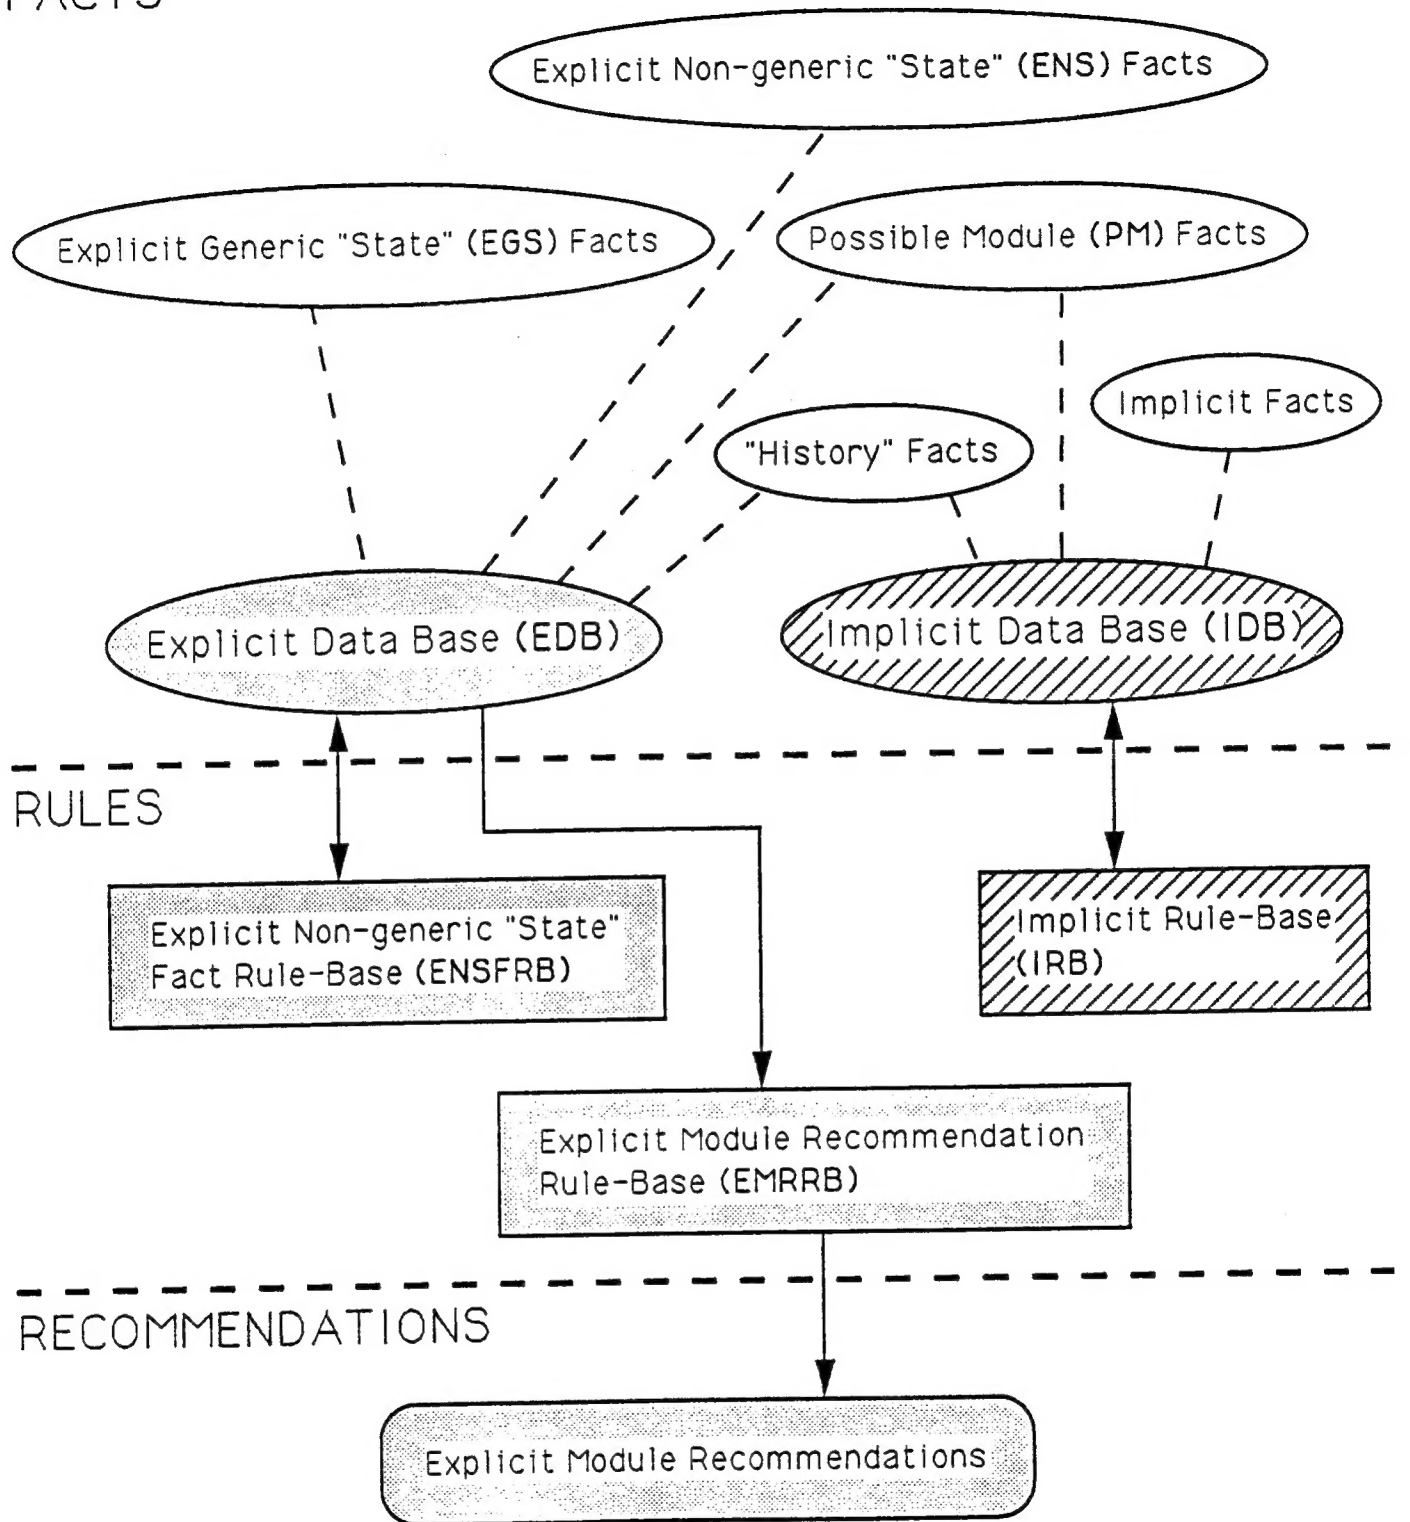 FACTS
Explicit Non-generic "State" (ENS) Facts
Explicit Generic "State" (EGS) Facts
Possible Module (PM) Facts
Implicit Facts
"History" Facts
Explicit Data Base (EDB)
Implicit Data Base (IDB)
RULES
Explicit Non-generic "State"
Fact Rule-Base (ENSFRB)
Implicit Rule-Base
(IRB)
Explicit Module Recommendation
Rule-Base (EMRRB)
RECOMMENDATIONS
Explicit Module Recommendations